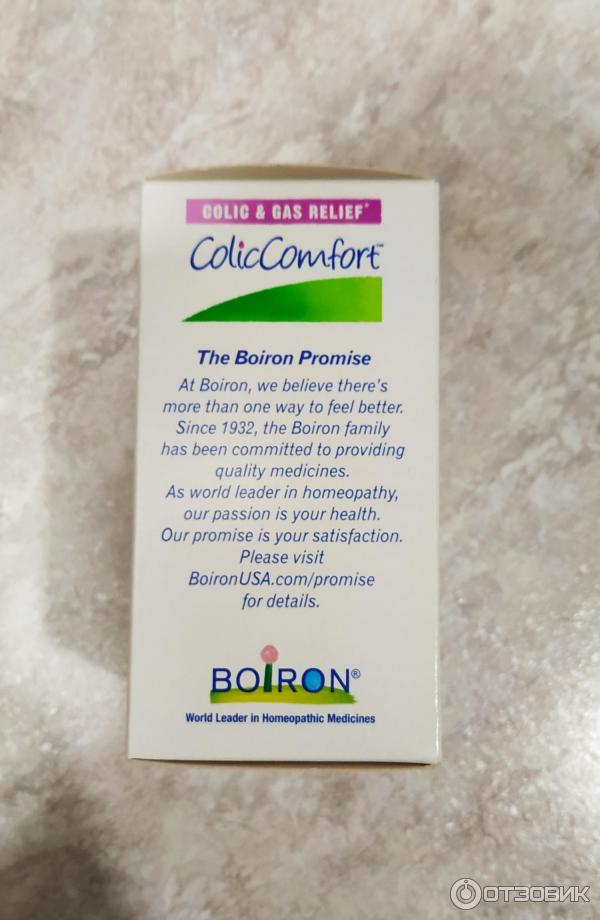 COLIC & GAS RELIEF*
ColicComfort™
The Boiron Promise
At Boiron, we believe there's
more than one way to feel better.
Since 1932, the Boiron family
has been committed to providing
quality medicines.
As world leader in homeopathy,
our passion is your health.
Our promise is your satisfaction.
Please visit
BoironUSA.com/promise
for details.
BOIRON®
World Leader in Homeopathic Medicines
ОТЗОВИК